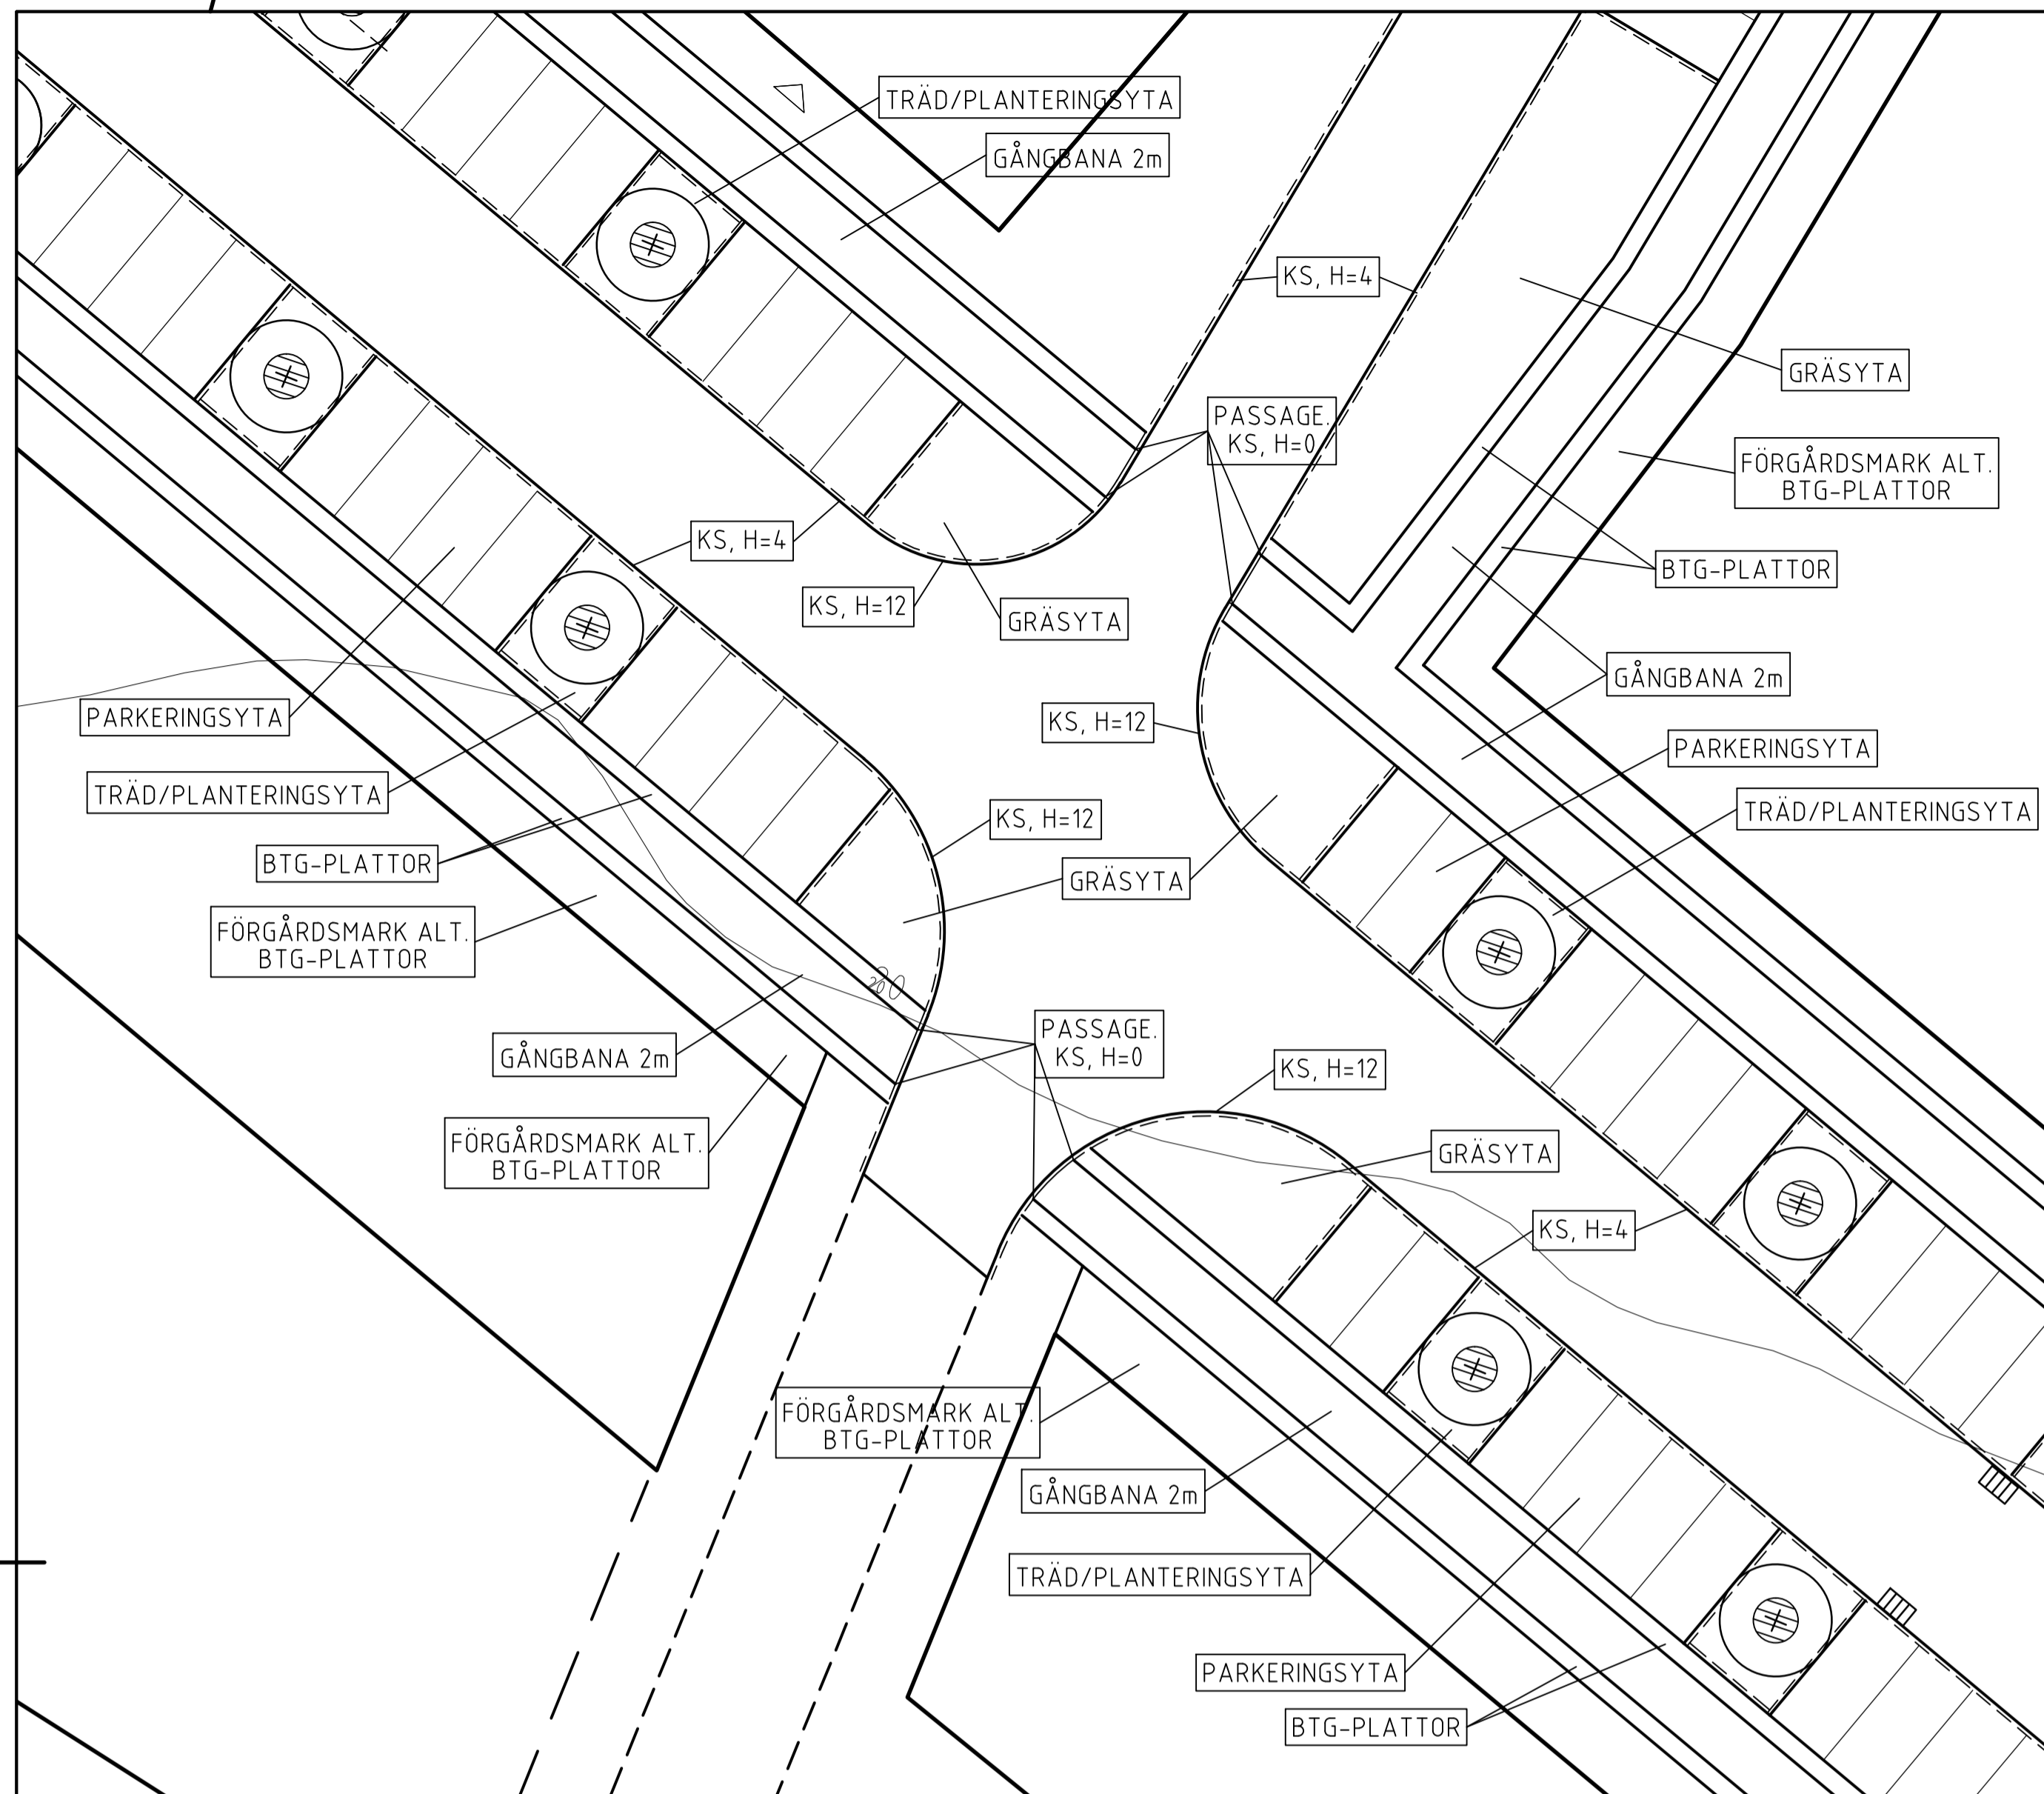 TRÄD/PLANTERINGSYTA
GÅNGBANA 2m
KS, H=4
GRÄSYTA
PASSAGE.
KS, H=0
FÖRGÅRDSMARK ALT.
BTG-PLATTOR
KS, H=4
BTG-PLATTOR
KS, H=12
GRÄSYTA
GÅNGBANA 2m
PARKERINGSYTA
KS, H=12
PARKERINGSYTA
TRÄD/PLANTERINGSYTA
TRÄD/PLANTERINGSYTA
KS, H=12
BTG-PLATTOR
GRÄSYTA
FÖRGÅRDSMARK ALT.
BTG-PLATTOR
GÅNGBANA 2m
PASSAGE.
KS, H=0
KS, H=12
FÖRGÅRDSMARK ALT.
BTG-PLATTOR
GRÄSYTA
KS, H=4
FÖRGÅRDSMARK ALT.
BTG-PLATTOR
GÅNGBANA 2m
TRÄD/PLANTERINGSYTA
PARKERINGSYTA
BTG-PLATTOR